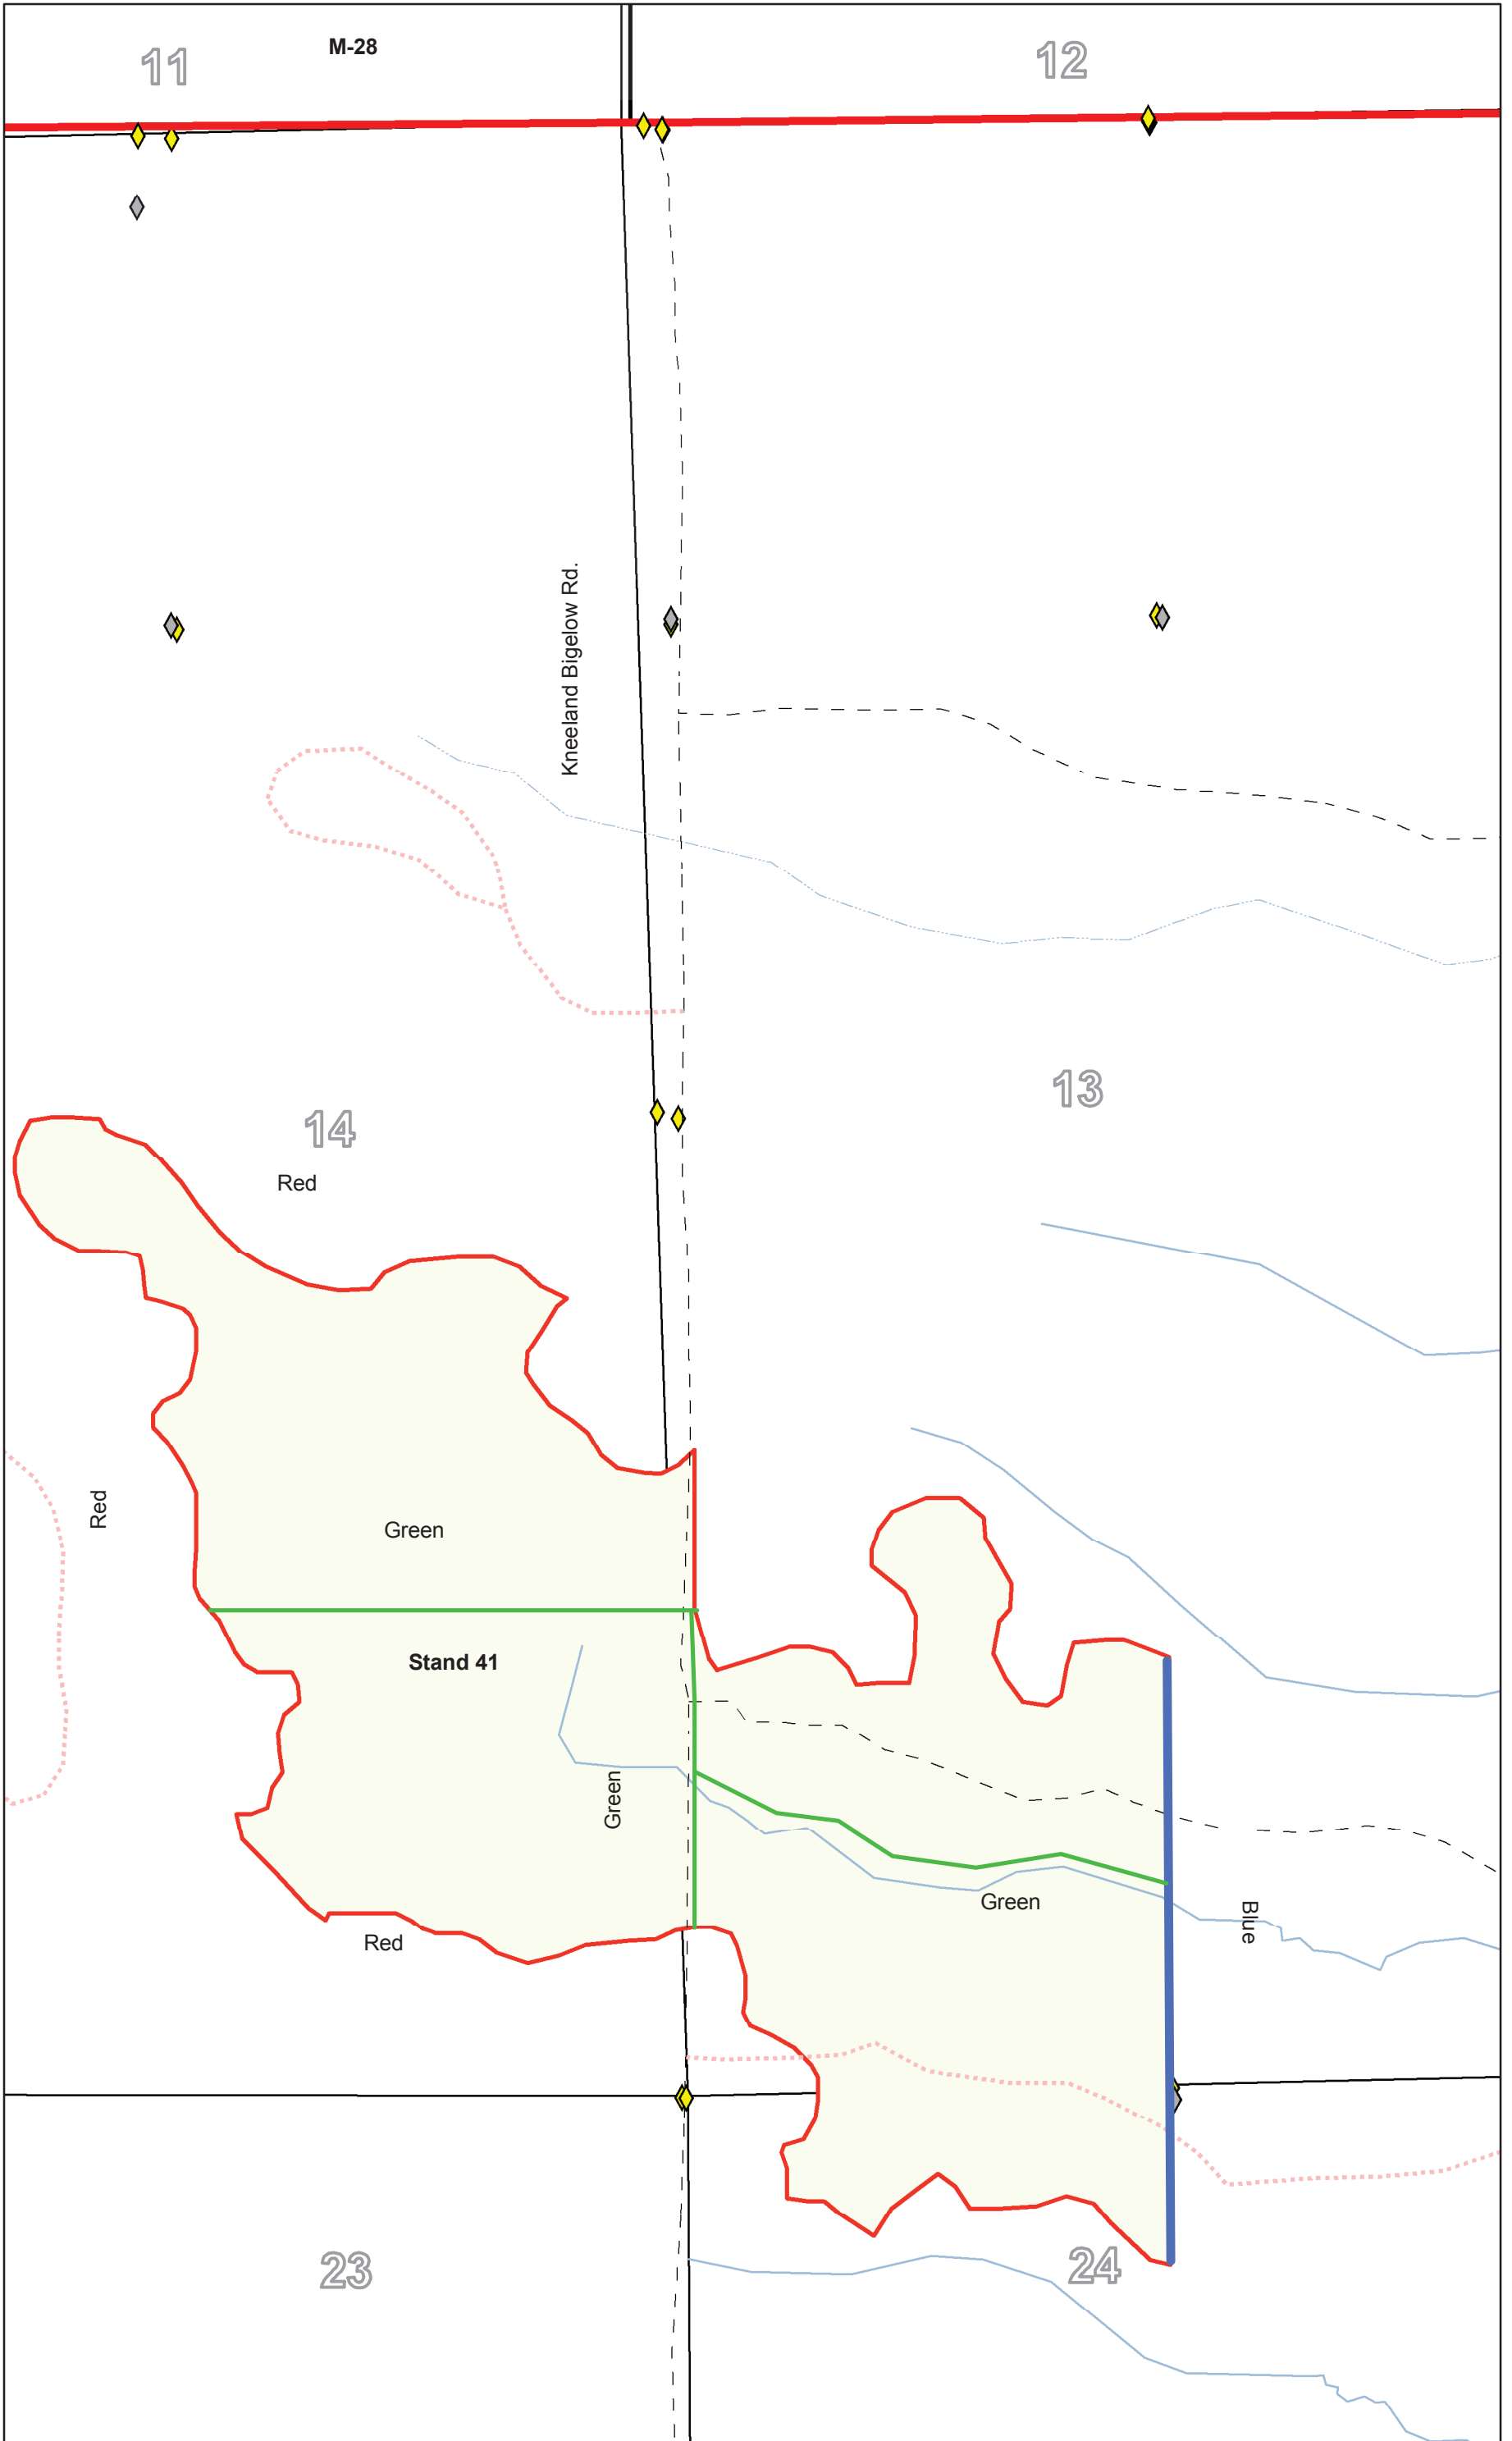 11
M-28
12
Kneeland Bigelow Rd.
13
14
Red
Red
Green
Stand 41
Green
Green
Blue
Red
23
24